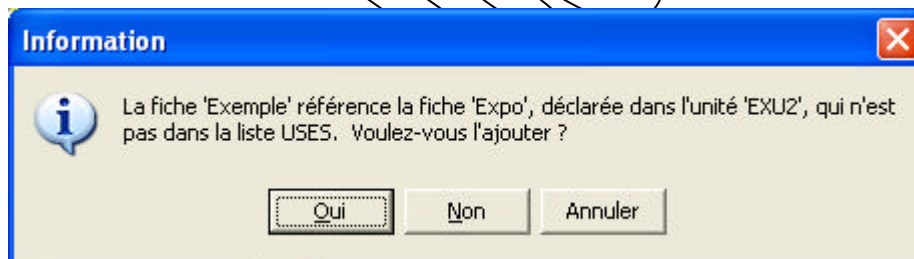 Information
La fiche 'Exemple' référence la fiche 'Expo', déclarée dans l'unité 'EXU2', qui n'est
pas dans la liste USES. Voulez-vous l'ajouter ?
Oui Non Annuler